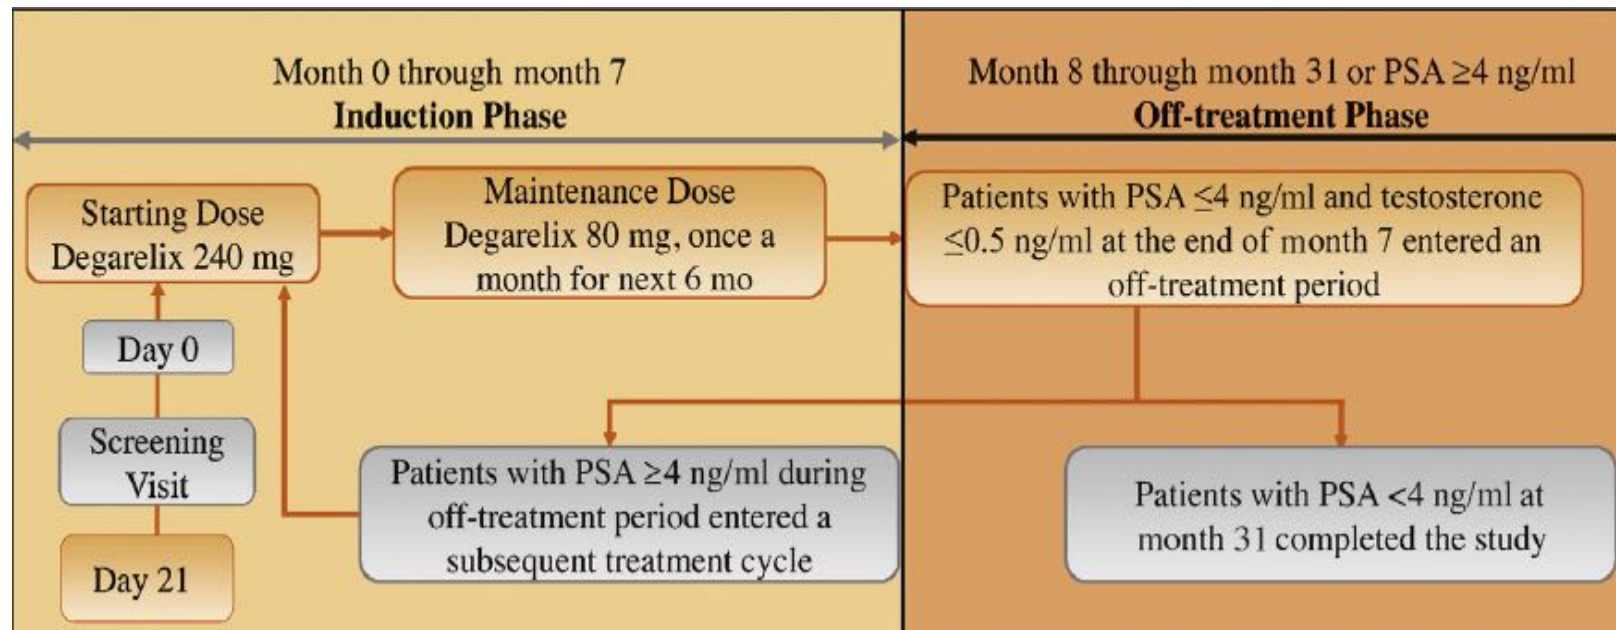 Month 0 through month 7
Induction Phase
Month 8 through month 31 or PSA ≥4 ng/ml
Off-treatment Phase
Starting Dose
Degarelix 240 mg
Maintenance Dose
Degarelix 80 mg, once a
month for next 6 mo
Patients with PSA ≤4 ng/ml and testosterone
≤0.5 ng/ml at the end of month 7 entered an
off-treatment period
Day 0
Screening
Visit
Day 21
Patients with PSA ≥4 ng/ml during
off-treatment period entered a
subsequent treatment cycle
Patients with PSA <4 ng/ml at
month 31 completed the study